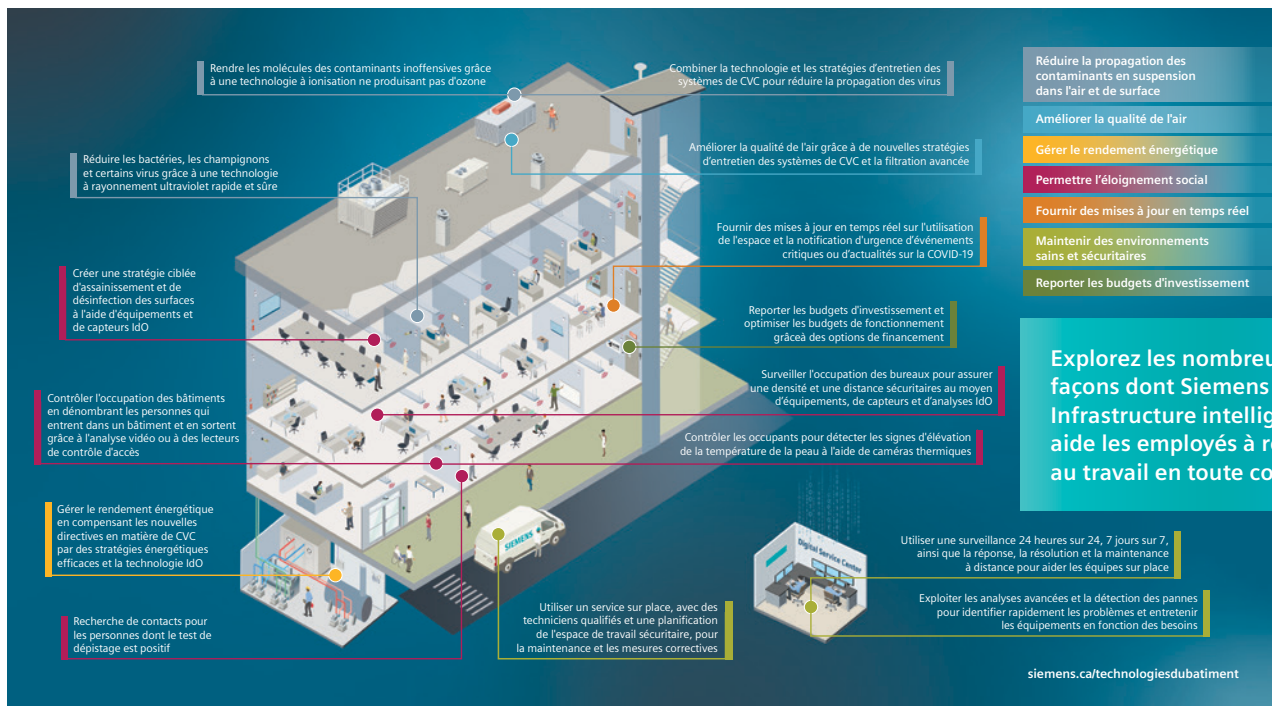 Rendre les molécules des contaminants inoffensives grâce
à une technologie à ionisation ne produisant pas d'ozone
Combiner la technologie et les stratégies d'entretien des
systèmes de CVC pour réduire la propagation des virus
Réduire les bactéries, les champignons
et certains virus grâce à une technologie
à rayonnement ultraviolet rapide et sûre
Améliorer la qualité de l'air grâce à de nouvelles stratégies
d'entretien des systèmes de CVC et la filtration avancée
Fournir des mises à jour en temps réel sur l'utilisation
de l'espace et la notification d'urgence d'événements
critiques ou d'actualités sur la COVID-19
Créer une stratégie ciblée
d'assainissement et de
désinfection des surfaces
à l'aide d'équipements et
de capteurs IdO
Reporter les budgets d'investissement et
optimiser les budgets de fonctionnement
grâceà des options de financement
Surveiller l'occupation des bureaux pour assurer
une densité et une distance sécuritaires au moyen
d'équipements, de capteurs et d'analyses IdO
Contrôler l'occupation des bâtiments
en dénombrant les personnes qui
entrent dans un bâtiment et en sortent
grâce à l'analyse vidéo ou à des lecteurs
de contrôle d'accès
Contrôler les occupants pour détecter les signes d'élévation
de la température de la peau à l'aide de caméras thermiques
Gérer le rendement énergétique
en compensant les nouvelles
directives en matière de CVC
par des stratégies énergétiques
efficaces et la technologie IdO
SIEMENS
Digital Service Center
Utiliser une surveillance 24 heures sur 24, 7 jours sur 7,
ainsi que la réponse, la résolution et la maintenance
à distance pour aider les équipes sur place
Exploiter les analyses avancées et la détection des pannes
pour identifier rapidement les problèmes et entretenir
les équipements en fonction des besoins
Utiliser un service sur place, avec des
techniciens qualifiés et une planification
de l'espace de travail sécuritaire, pour
la maintenance et les mesures correctives
Recherche de contacts pour
les personnes dont le test de
dépistage est positif
Réduire la propagation des
contaminants en suspension
dans l'air et de surface
Améliorer la qualité de l'air
Gérer le rendement énergétique
Permettre l'éloignement social
Fournir des mises à jour en temps réel
Maintenir des environnements
sains et sécuritaires
Reporter les budgets d'investissement
Explorez les nombreu
façons dont Siemens
Infrastructure intellig
aide les employés à r
au travail en toute co
siemens.ca/technologiesdubatiment